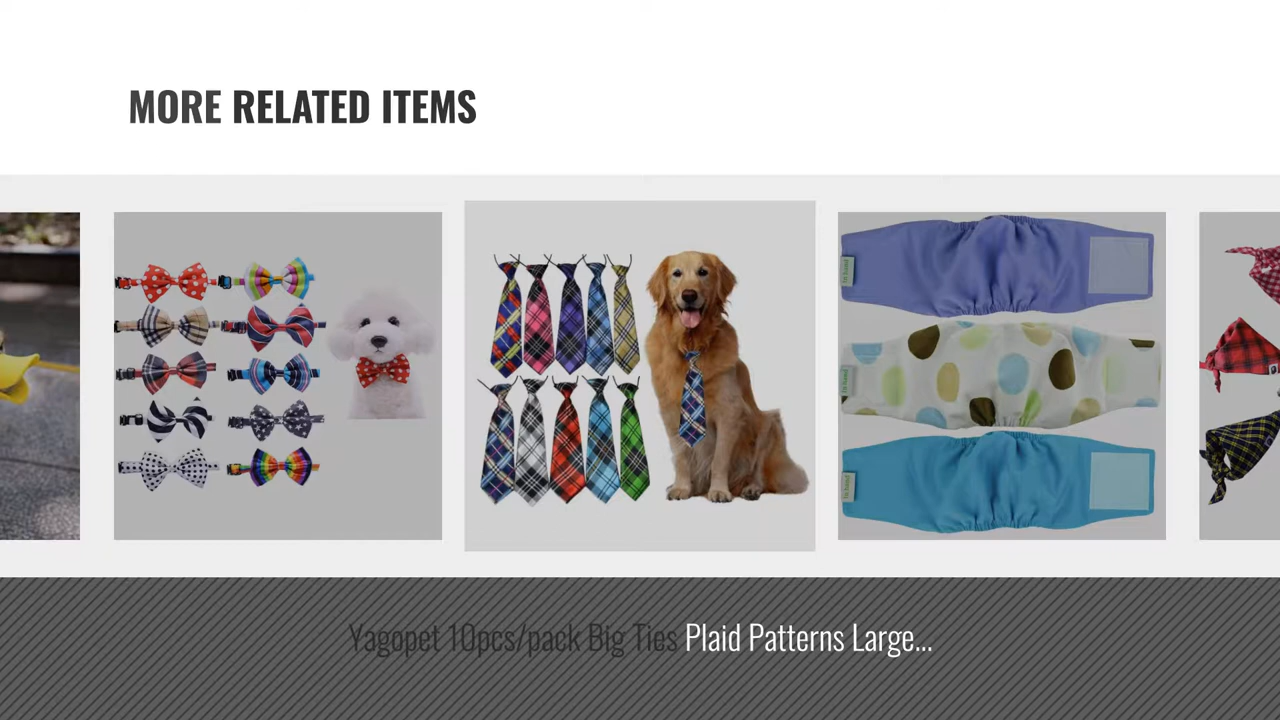 MORE RELATED ITEMS
Yagopet 10pcs/pack Big Ties Plaid Patterns Large...